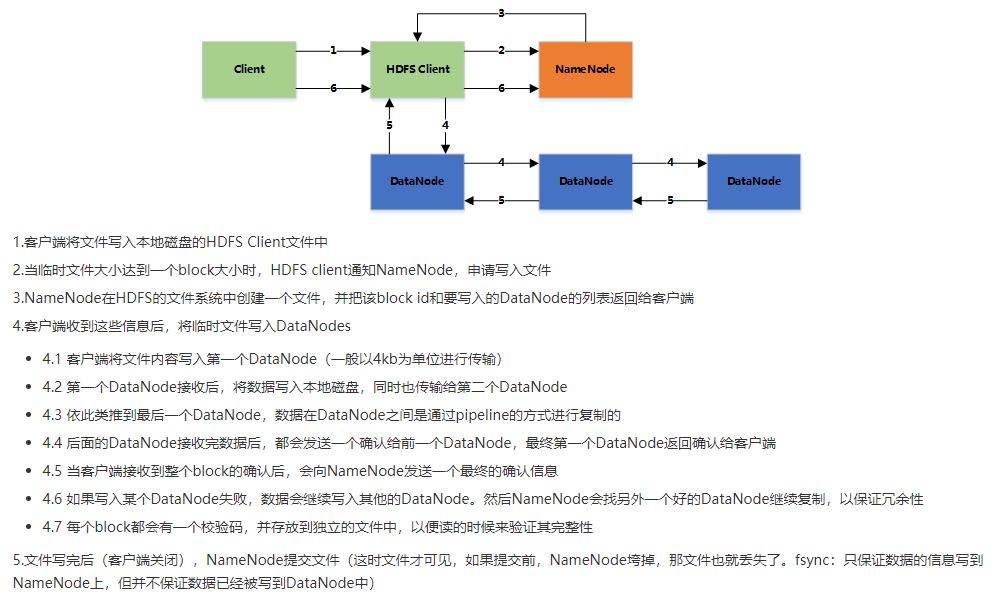 3
Client
1
6
HDFS Client
2
6
NameNode
5
4
DataNode
4
5
DataNode
4
5
DataNode
1.客户端将文件写入本地磁盘的HDFS Client文件中
2.当临时文件大小达到一个block大小时，HDFS client通知NameNode，申请写入文件
3.NameNode在HDFS的文件系统中创建一个文件，并把该block id和要写入的DataNode的列表返回给客户端
4.客户端收到这些信息后，将临时文件写入DataNodes
• 4.1 客户端将文件内容写入第一个DataNode（一般以4kb为单位进行传输）
• 4.2 第一个DataNode接收后，将数据写入本地磁盘，同时也传输给第二个DataNode
• 4.3 依此类推到最后一个DataNode，数据在DataNode之间是通过pipeline的方式进行复制的
• 4.4 后面的DataNode接收完数据后，都会发送一个确认给前一个DataNode，最终第一个DataNode返回确认给客户端
• 4.5 当客户端接收到整个block的确认后，会向NameNode发送一个最终的确认信息
• 4.6 如果写入某个DataNode失败，数据会继续写入其他的DataNode。然后NameNode会找另外一个好的DataNode继续复制，以保证冗余性
• 4.7 每个block都会有一个校验码，并存放到独立的文件中，以便读的时候来验证其完整性
5.文件写完后（客户端关闭），NameNode提交文件（这时文件才可见，如果提交前，NameNode垮掉，那文件也就丢失了。fsync：只保证数据的信息写到
NameNode上，但并不保证数据已经被写到DataNode中）